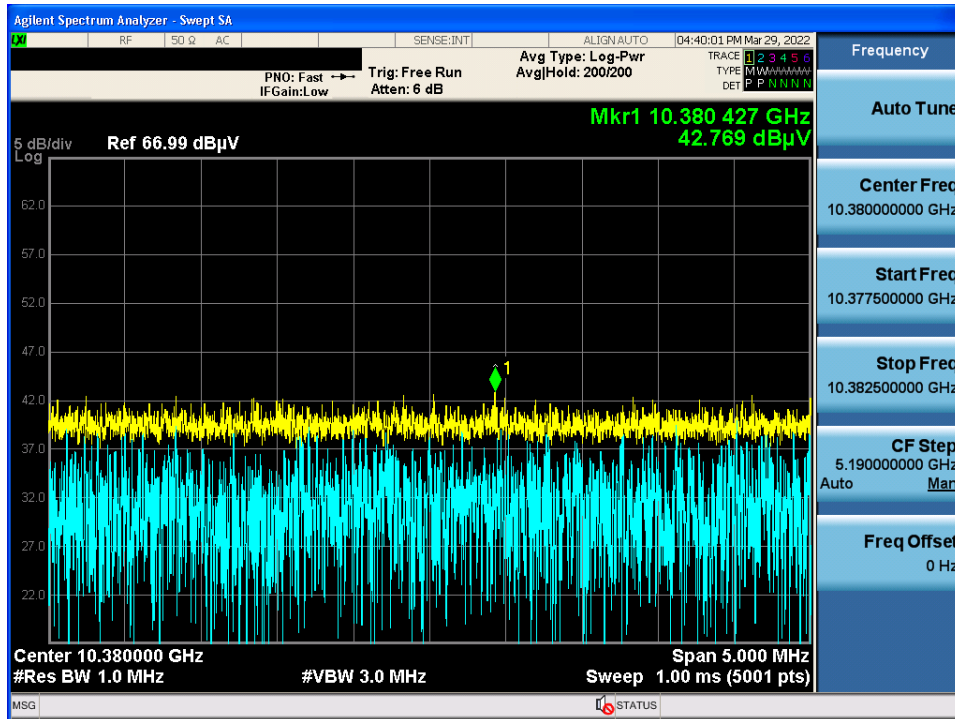 Agilent Spectrum Analyzer - Swept SA
LXI RF 50 Ω AC SENSE:INT ALIGN AUTO 04:40:01 PM Mar 29, 2022
PNO: Fast Trig: Free Run Avg Type: Log-Pwr TRACE 1 2 3 4 5 6
IFGain:Low Atten: 6 dB Avg|Hold: 200/200 TYPE M W W W W W
DET P P N N N N
Mkr1 10.380 427 GHz
42.769 dBµV
5 dB/div Ref 66.99 dBµV
Log
62.0
57.0
52.0
47.0
1
42.0
37.0
32.0
27.0
22.0
Center 10.380000 GHz Span 5.000 MHz
#Res BW 1.0 MHz #VBW 3.0 MHz Sweep 1.00 ms (5001 pts)
MSG STATUS
Frequency
Auto Tune
Center Freq
10.380000000 GHz
Start Freq
10.377500000 GHz
Stop Freq
10.382500000 GHz
CF Step
5.190000000 GHz
Auto Man
Freq Offset
0 Hz